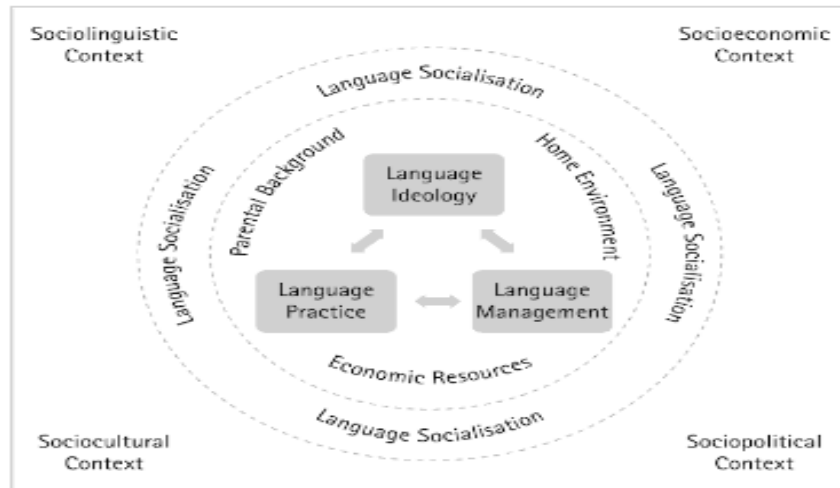 Sociolinguistic
Context
Socioeconomic
Context
Language Socialisation
Language Socialisation
Parental Background
Home Environment
Language Socialisation
Language
Ideology
Language
Practice
Language
Management
Economic Resources
Language Socialisation
Sociocultural
Context
Sociopolitical
Context